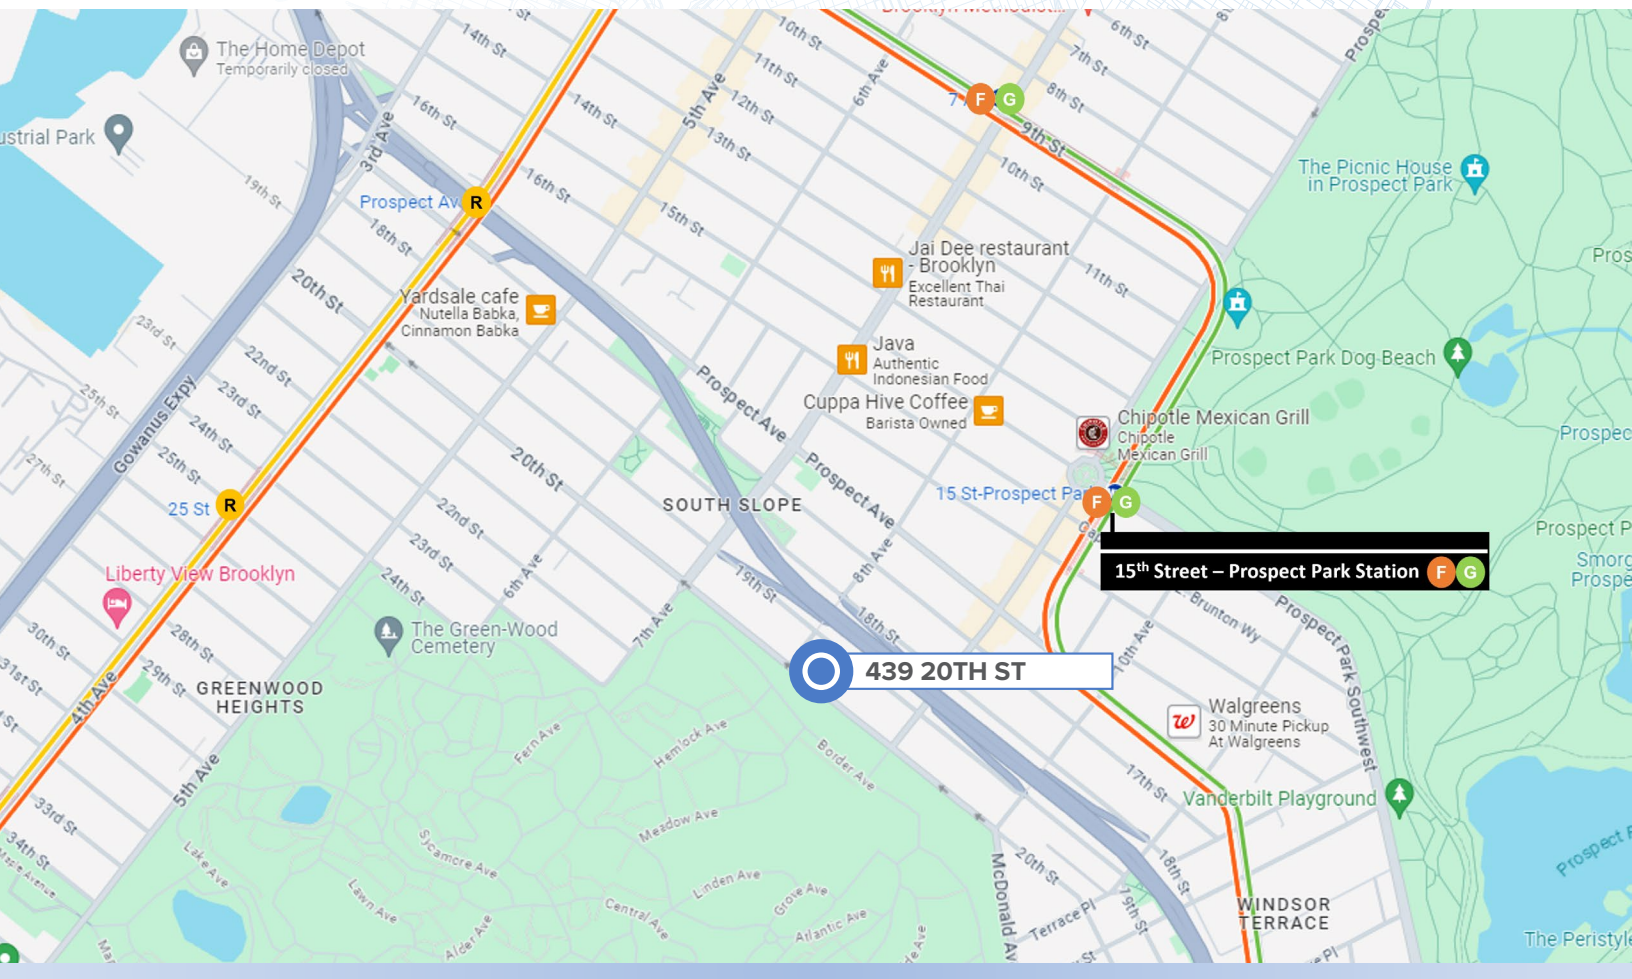 Brooklyn Methodist...
6th St
14th St
10th St
The Home Depot
Temporarily closed
7th St
11th St
6th Ave
8th St
16th St
14th St
5th Ave
12th St
F G
ustrial Park
3rd Ave
13th St
9th St
The Picnic House
in Prospect Park
19th St
16th St
10th St
Prospect Av
R
15th St
18th St
Jai Dee restaurant
- Brooklyn
Excellent Thai
Restaurant
11th St
20th St
Yardsale cafe
Nutella Babka,
Cinnamon Babka
23rd St
Java
Authentic
Indonesian Food
Prospect Park Dog Beach
22nd St
25th St
23rd St
Prospect Ave
Cuppa Hive Coffee
Barista Owned
Chipotle Mexican Grill
Chipotle
Mexican Grill
Gowanus Expy
24th St
Prospec
27th St
25th St
20th St
Prospect Ave
25 St
R
SOUTH SLOPE
15 St-Prospect Pa
F G
22nd St
23rd St
Prospect P
Smorg
Prospe
15th Street – Prospect Park Station F G
Liberty View Brooklyn
24th St
6th Ave
19th St
8th Ave
Brunton Wy
Prospect Park Southwest
30th St
28th St
The Green-Wood
Cemetery
7th Ave
18th St
10th Ave
31st St
29th St
439 20TH ST
GREENWOOD
HEIGHTS
4th Ave
Walgreens
30 Minute Pickup
At Walgreens
Fern Ave
Hemlock Ave
Border Ave
5th Ave
17th St
Vanderbilt Playground
33rd St
Meadow Ave
34th St
Lake Ave
Sycamore Ave
McDonald Av
20th St
18th St
Maple Avenue
Lawn Ave
Linden Ave
Grove Ave
19th St
WINDSOR
TERRACE
Central Ave
Terrace Pl
Alder Ave
Atlantic Ave
The Peristyle